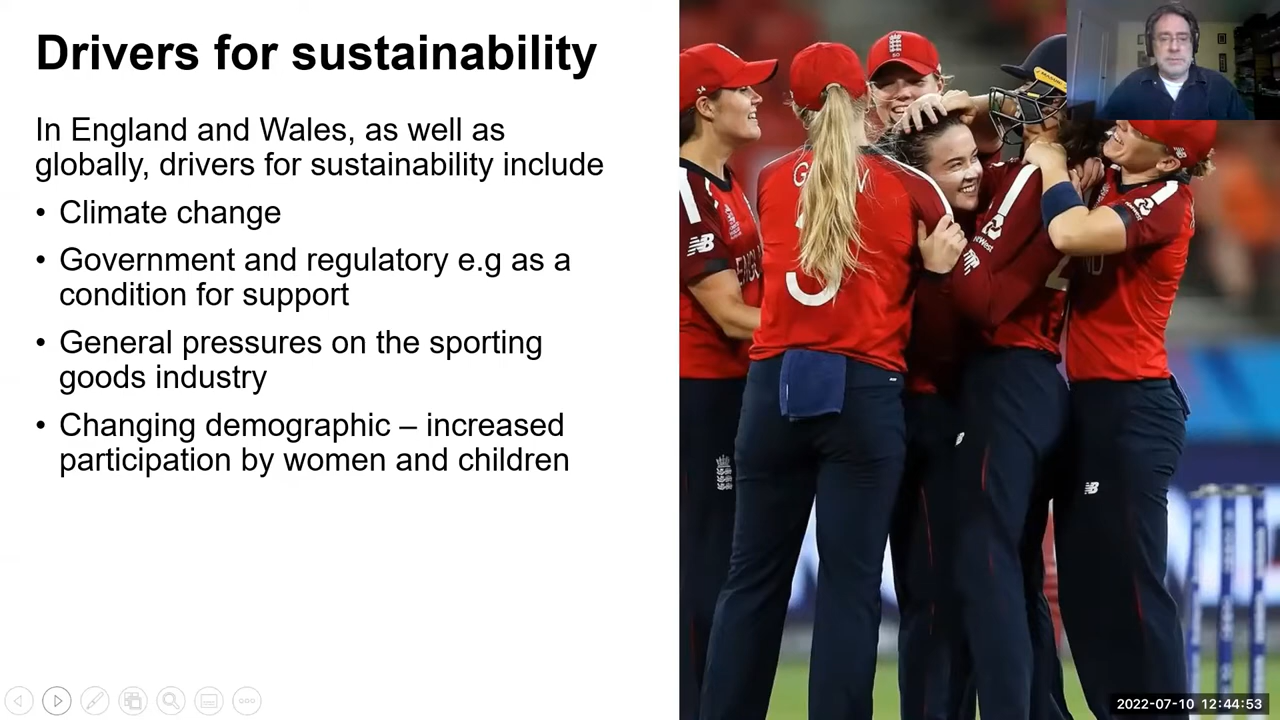 Drivers for sustainability
In England and Wales, as well as
globally, drivers for sustainability include
• Climate change
• Government and regulatory e.g as a
condition for support
• General pressures on the sporting
goods industry
• Changing demographic – increased
participation by women and children
NB
NB
2022-07-10 12:44:53